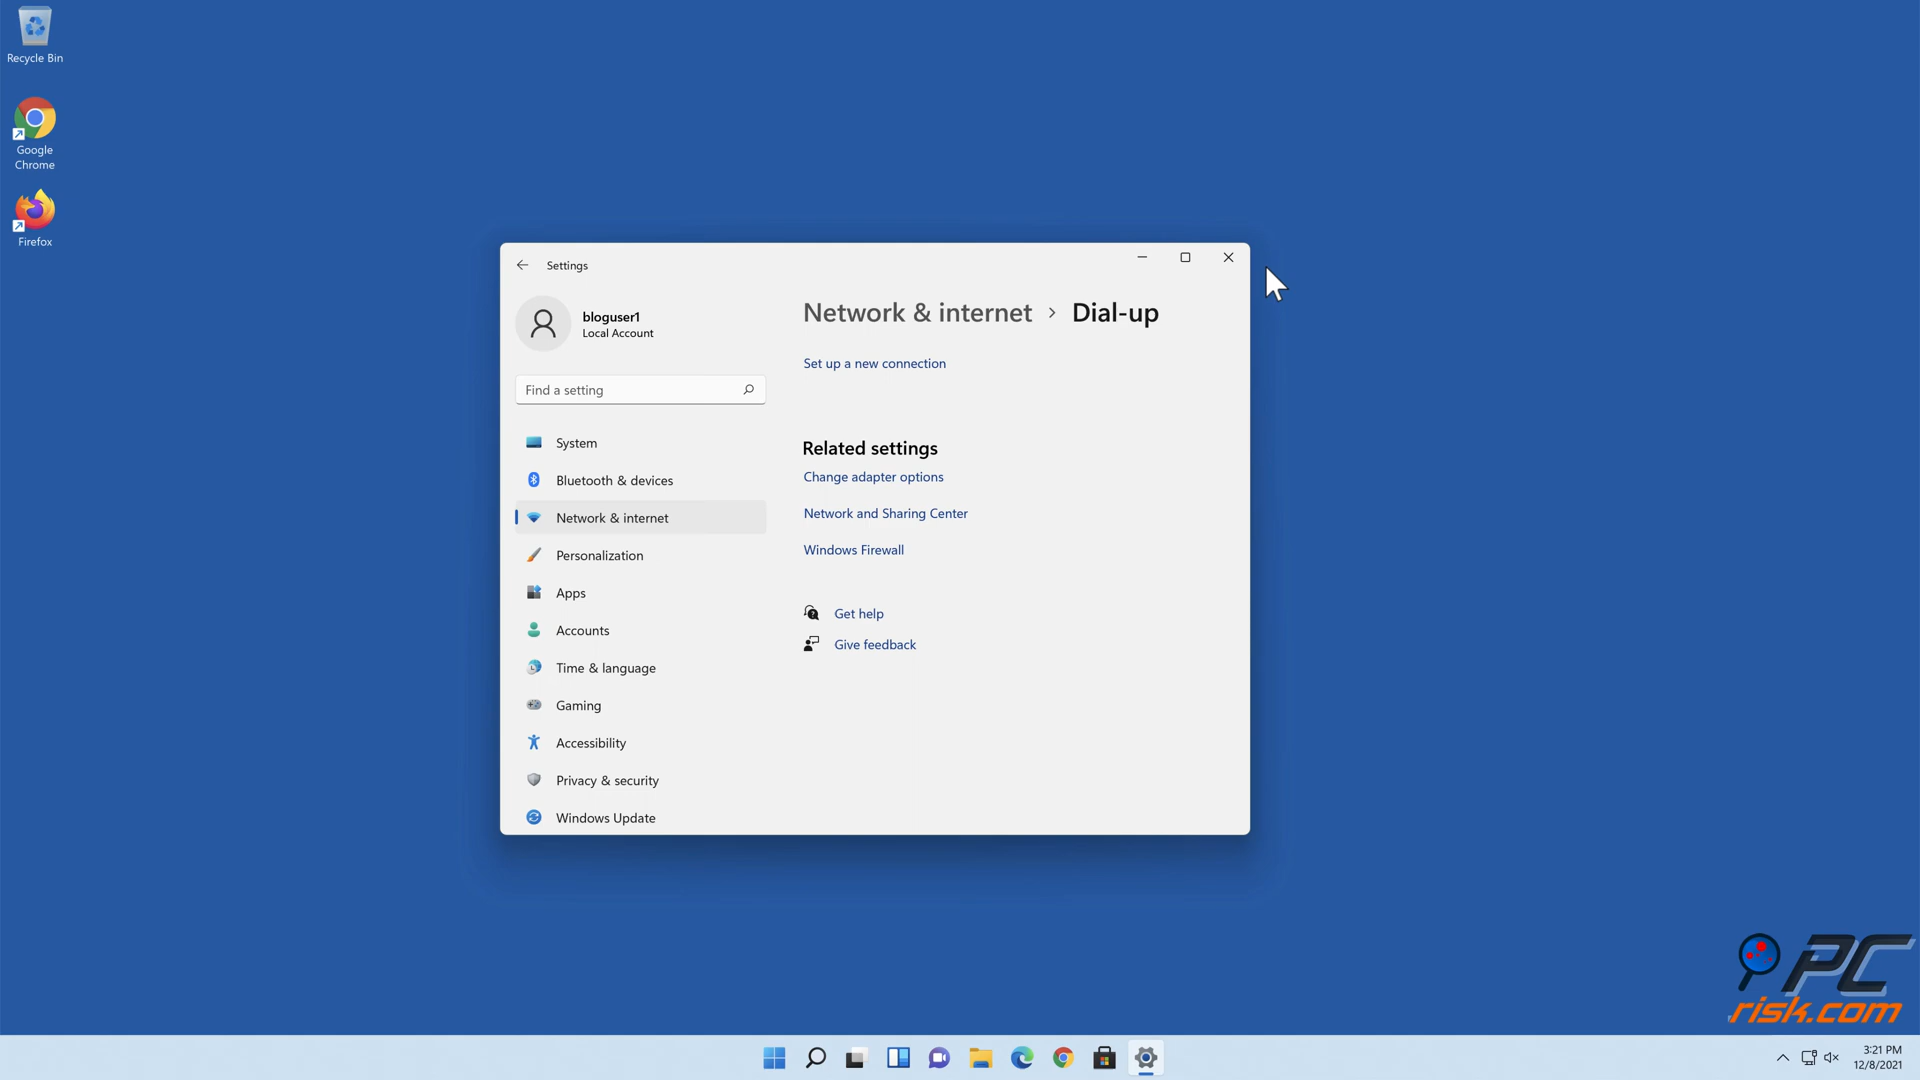 Recycle Bin
Google
Chrome
Firefox
Settings
bloguser1
Local Account
Find a setting
System
Bluetooth & devices
Network & internet
Personalization
Apps
Accounts
Time & language
Gaming
Accessibility
Privacy & security
Windows Update
Network & internet > Dial-up
Set up a new connection
Related settings
Change adapter options
Network and Sharing Center
Windows Firewall
Get help
Give feedback
PC
risk.com
3:21 PM
12/8/2021